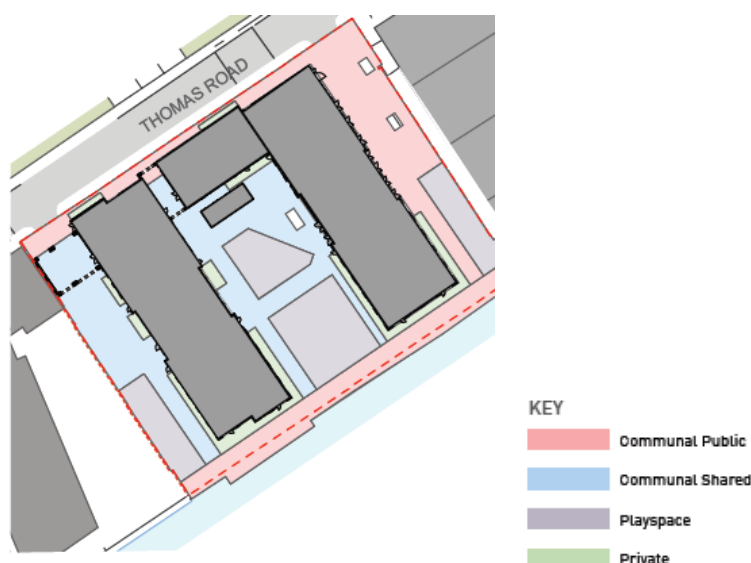 THOMAS ROAD
KEY
Communal Public
Communal Shared
Playspace
Private